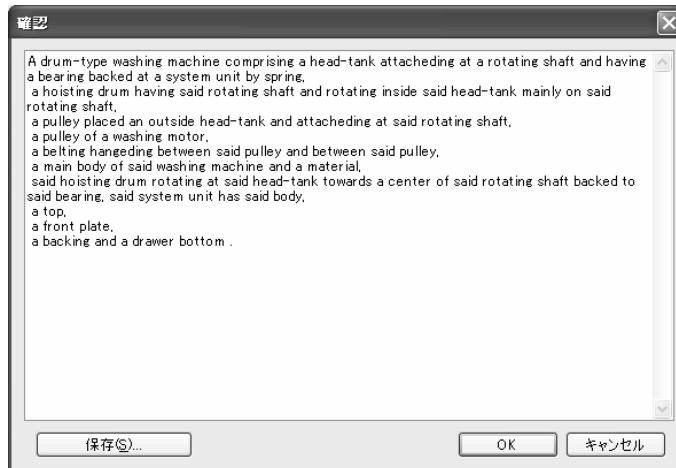 確認
A drum-type washing machine comprising a head-tank attacheding at a rotating shaft and having
a bearing backed at a system unit by spring,
a hoisting drum having said rotating shaft and rotating inside said head-tank mainly on said
rotating shaft,
a pulley placed an outside head-tank and attacheding at said rotating shaft,
a pulley of a washing motor,
a belting hangeding between said pulley and between said pulley,
a main body of said washing machine and a material,
said hoisting drum rotating at said head-tank towards a center of said rotating shaft backed to
said bearing, said system unit has said body,
a top,
a front plate,
a backing and a drawer bottom .
保存(S)... OK キャンセル